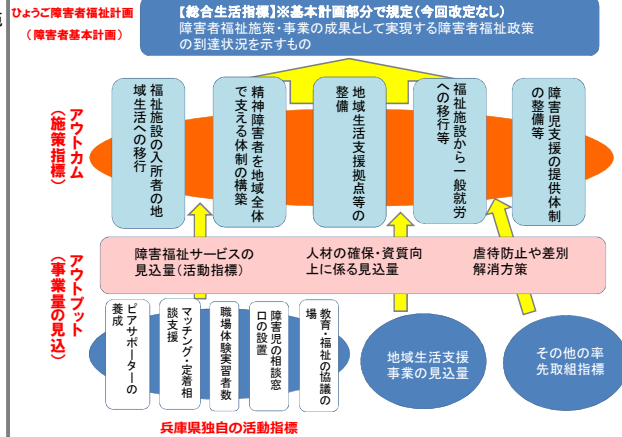 ひょうご障害者福祉計画
(障害者基本計画)
【総合生活指標】※基本計画部分で規定(今回改定なし)
障害者福祉施策・事業の成果として実現する障害者福祉政策
の到達状況を示すもの
アウトカム
(施策指標)
福祉施設の入所者の地
域生活への移行
精神障害者を地域全体
で支える体制の構築
地域生活支援拠点等の
整備
福祉施設から一般就労
への移行等
障害児支援の提供体制
の整備等
アウトプット
(事業量の見込)
障害福祉サービスの
見込量(活動指標)
人材の確保・資質向
上に係る見込量
虐待防止や差別
解消方策
ピアサポーターの
養成
マッチング・定着相
談支援
職場体験実習者数
障害児の相談窓
口の設置
教育・福祉の協議の
場
地域生活支援
事業の見込量
その他の率
先取組指標
兵庫県独自の活動指標